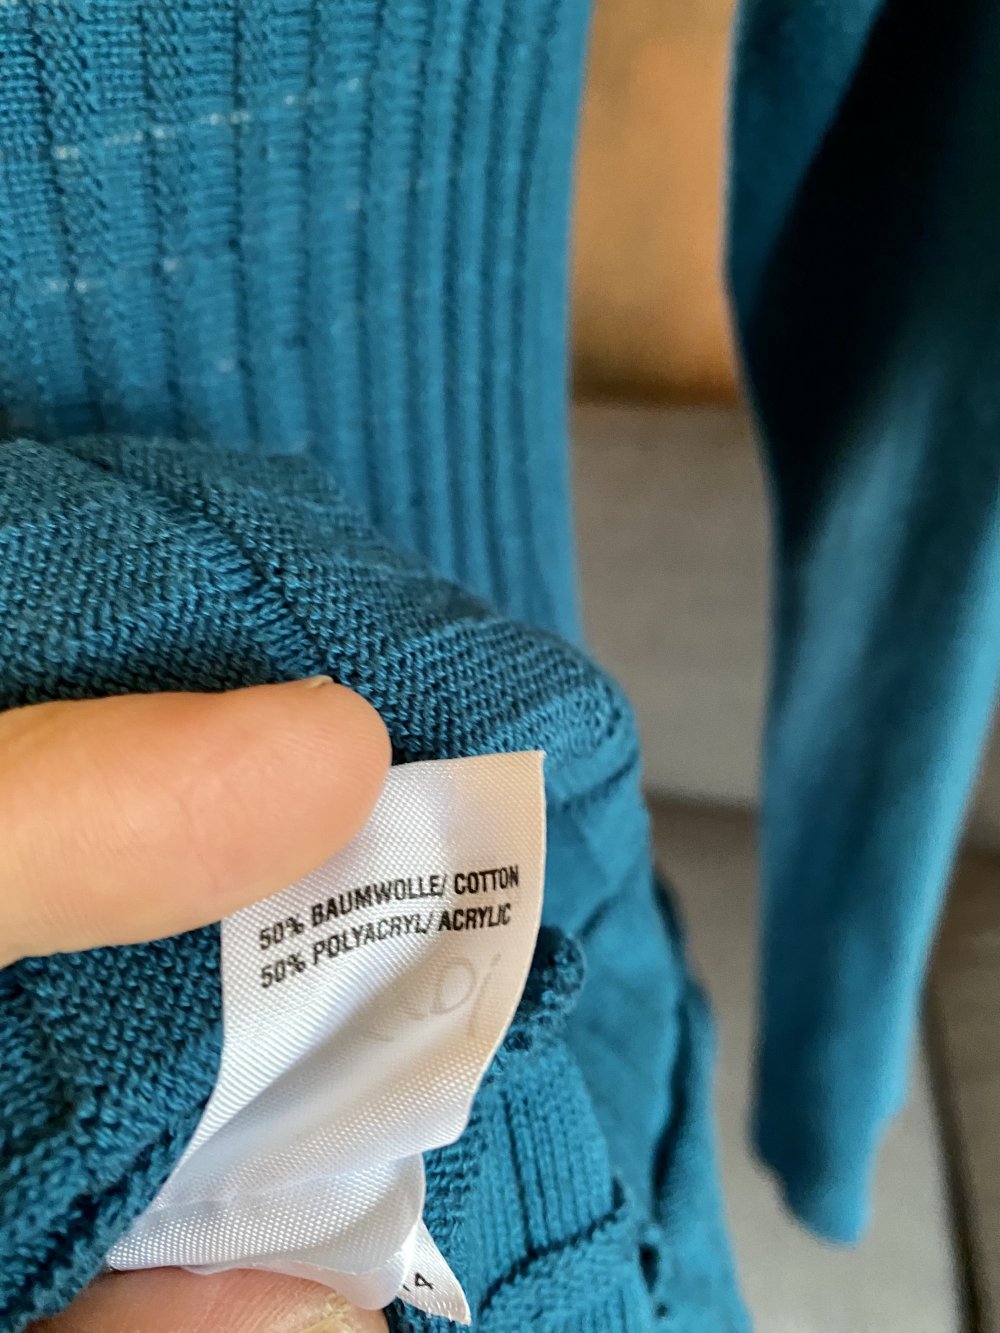 50% BAUMWOLLE/ COTTON
50% POLYACRYL/ ACRYLIC